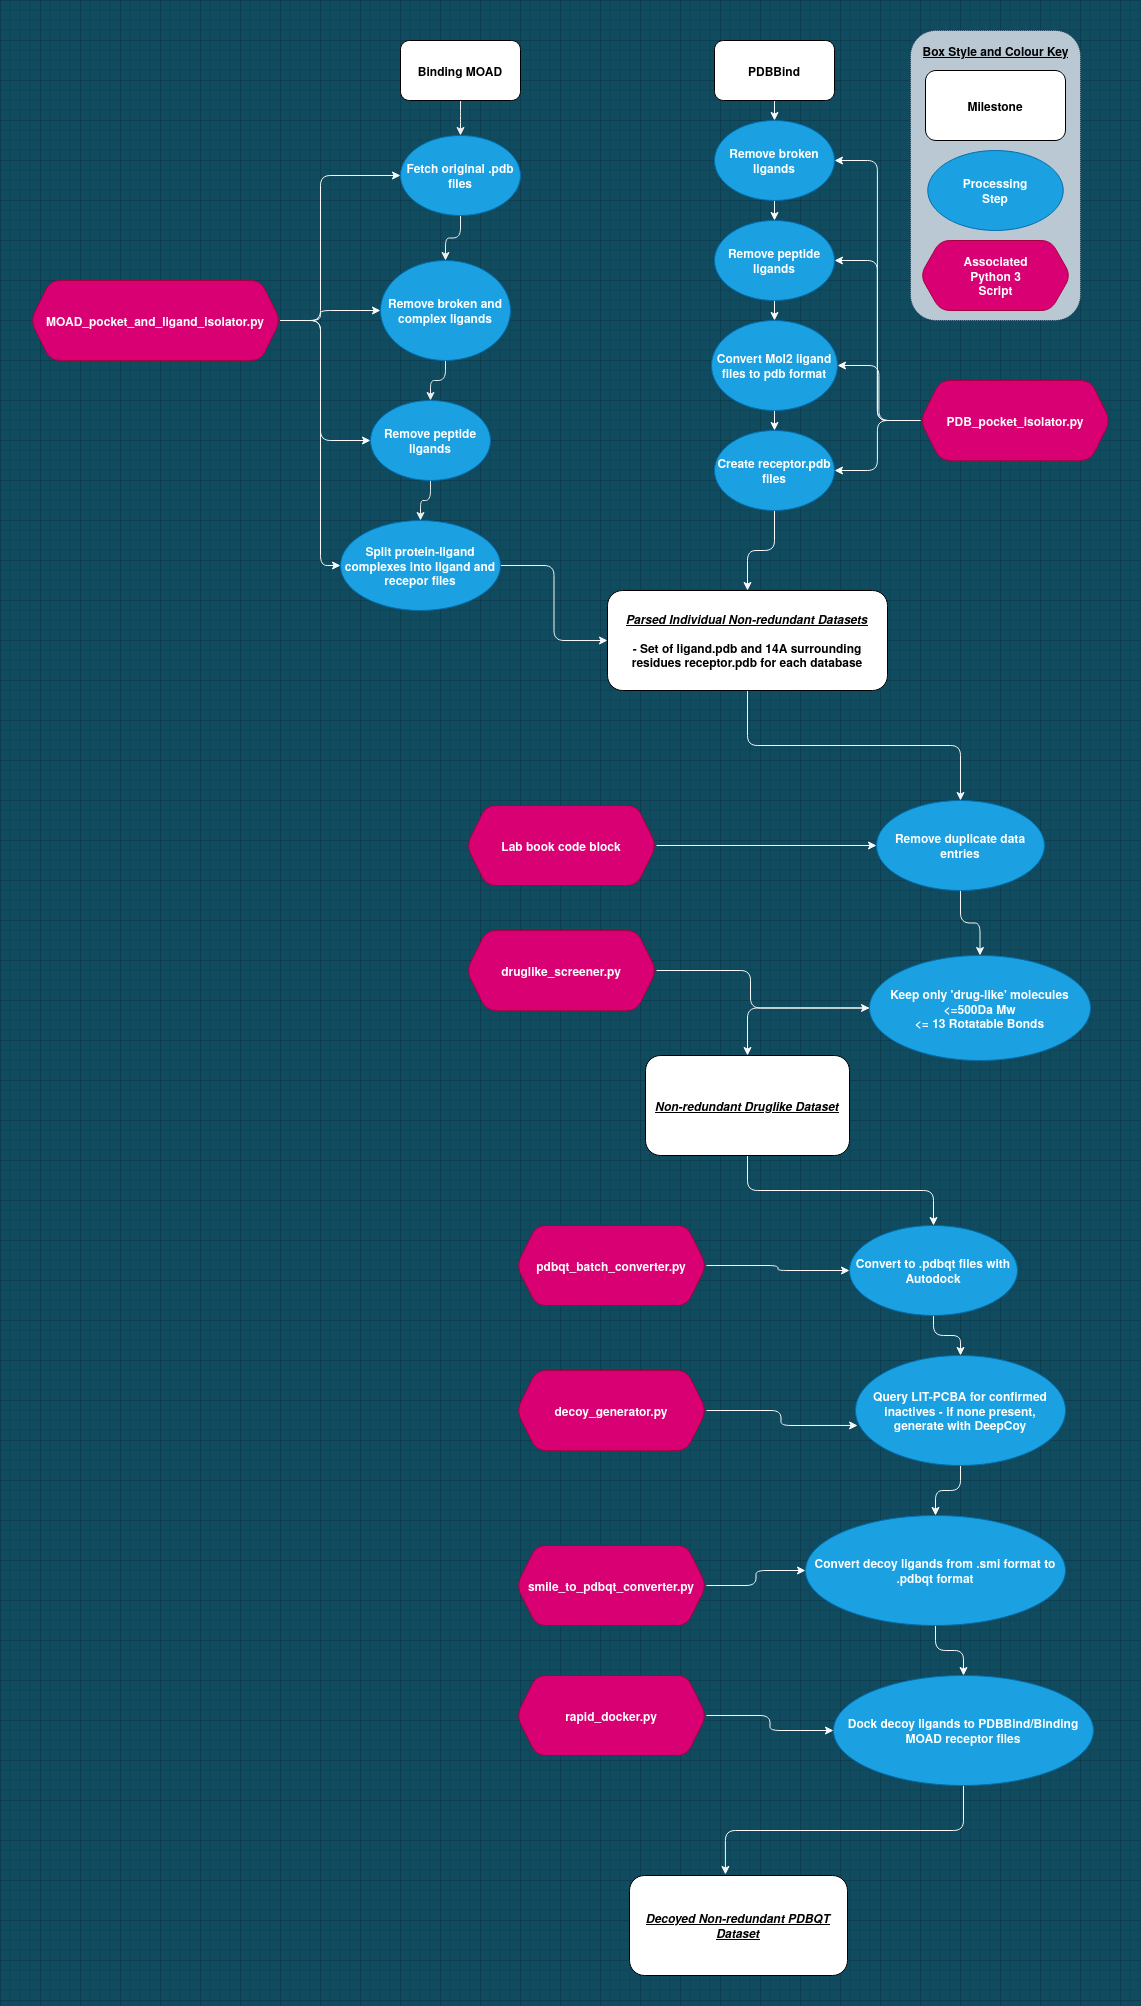 Binding MOAD
PDBBind
Box Style and Colour Key
Milestone
Processing
Step
Associated
Python 3
Script
Fetch original .pdb
files
Remove broken and
complex ligands
MOAD_pocket_and_ligand_isolator.py
Remove peptide
ligands
Split protein-ligand
complexes into ligand and
recepor files
Remove broken
ligands
Remove peptide
ligands
Convert Mol2 ligand
files to pdb format
PDB_pocket_isolator.py
Create receptor.pdb
files
Parsed Individual Non-redundant Datasets
- Set of ligand.pdb and 14A surrounding
residues receptor.pdb for each database
Lab book code block
Remove duplicate data
entries
druglike_screener.py
Keep only 'drug-like' molecules
<=500Da Mw
<= 13 Rotatable Bonds
Non-redundant Druglike Dataset
pdbqt_batch_converter.py
Convert to .pdbqt files with
Autodock
decoy_generator.py
Query LIT-PCBA for confirmed
inactives - if none present,
generate with DeepCoy
smile_to_pdbqt_converter.py
Convert decoy ligands from .smi format to
.pdbqt format
rapid_docker.py
Dock decoy ligands to PDBBind/Binding
MOAD receptor files
Decoyed Non-redundant PDBQT
Dataset